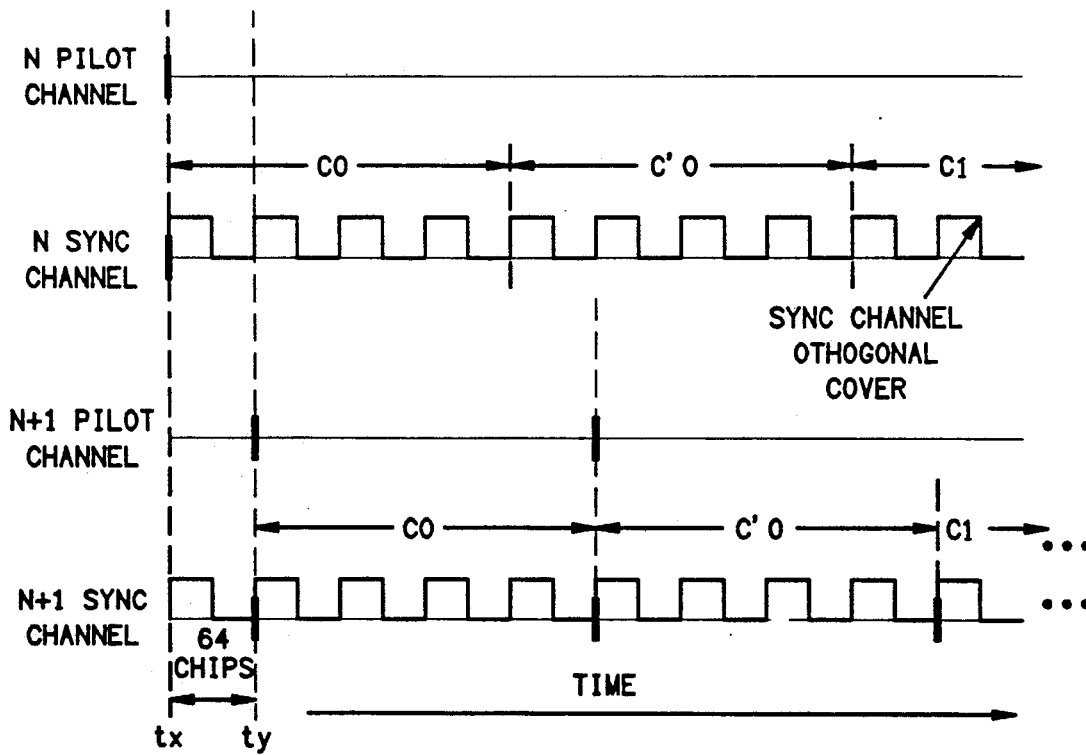 N PILOT
CHANNEL
C0 C'0 C1
N SYNC
CHANNEL
SYNC CHANNEL
OTHOGONAL
COVER
N+1 PILOT
CHANNEL
C0 C'0 C1
N+1 SYNC
CHANNEL
64
CHIPS
TIME
tx ty